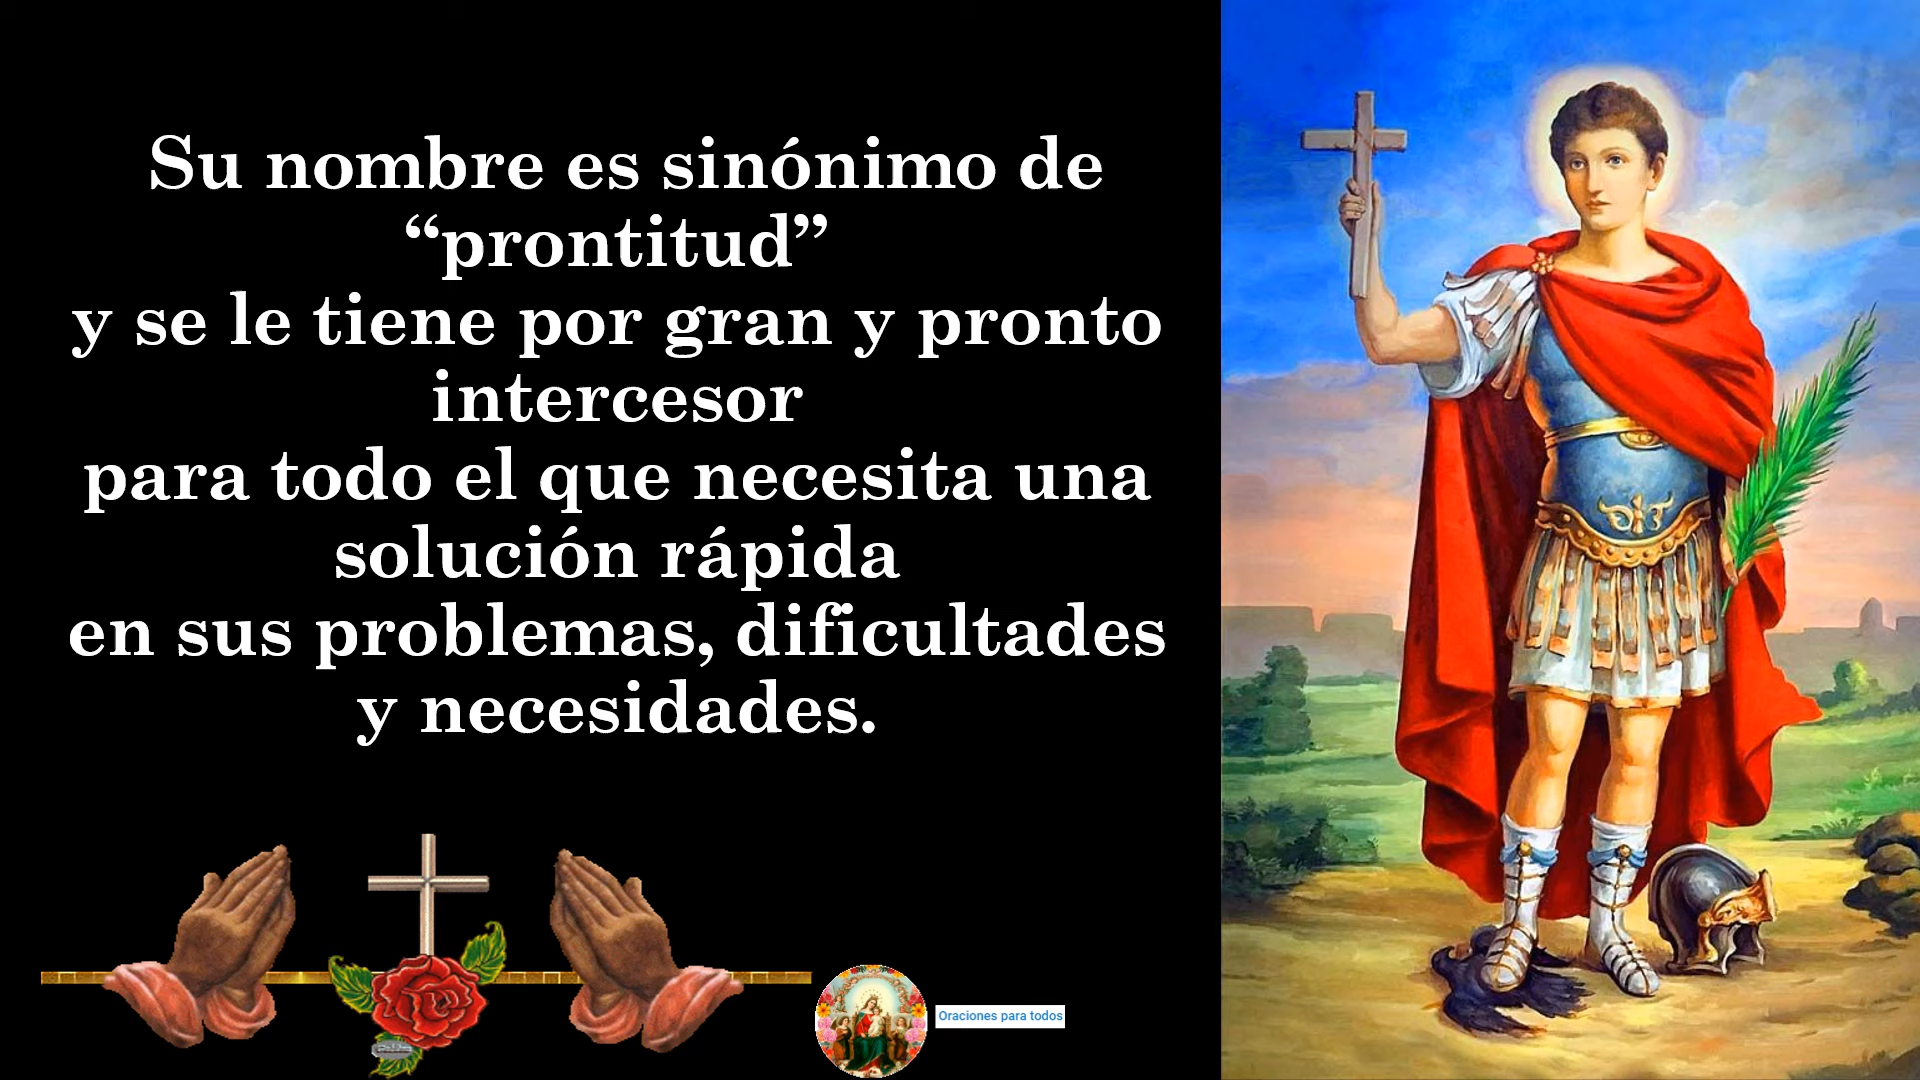 Su nombre es sinónimo de
“prontitud”
y se le tiene por gran y pronto
intercesor
para todo el que necesita una
solución rápida
en sus problemas, dificultades
y necesidades.
Oraciones para todos